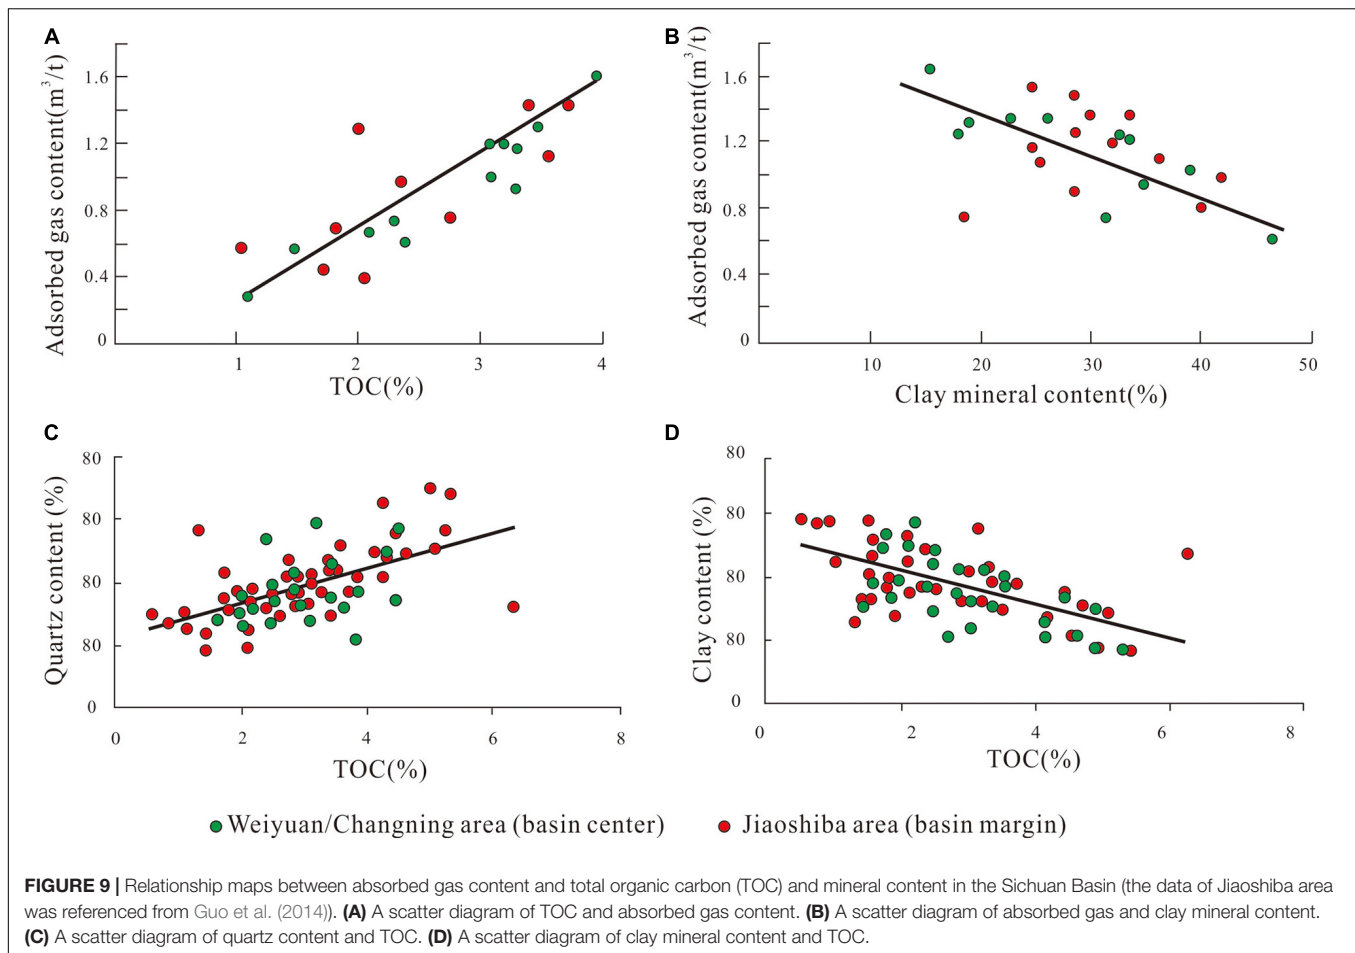 A
Adsorbed gas content(m³/t)
1.6
1.2
0.8
0.4
0
1 2 3 4
TOC(%)
B
Adsorbed gas content(m³/t)
1.6
1.2
0.8
0.4
0
10 20 30 40 50
Clay mineral content(%)
C
Quartz content (%)
80
80
80
80
0
0 2 4 6 8
TOC(%)
D
Clay content (%)
80
80
80
80
0
0 2 4 6 8
TOC(%)
Weiyuan/Changning area (basin center) Jiaoshiba area (basin margin)
FIGURE 9 | Relationship maps between absorbed gas content and total organic carbon (TOC) and mineral content in the Sichuan Basin (the data of Jiaoshiba area
was referenced from Guo et al. (2014)). (A) A scatter diagram of TOC and absorbed gas content. (B) A scatter diagram of absorbed gas and clay mineral content.
(C) A scatter diagram of quartz content and TOC. (D) A scatter diagram of clay mineral content and TOC.